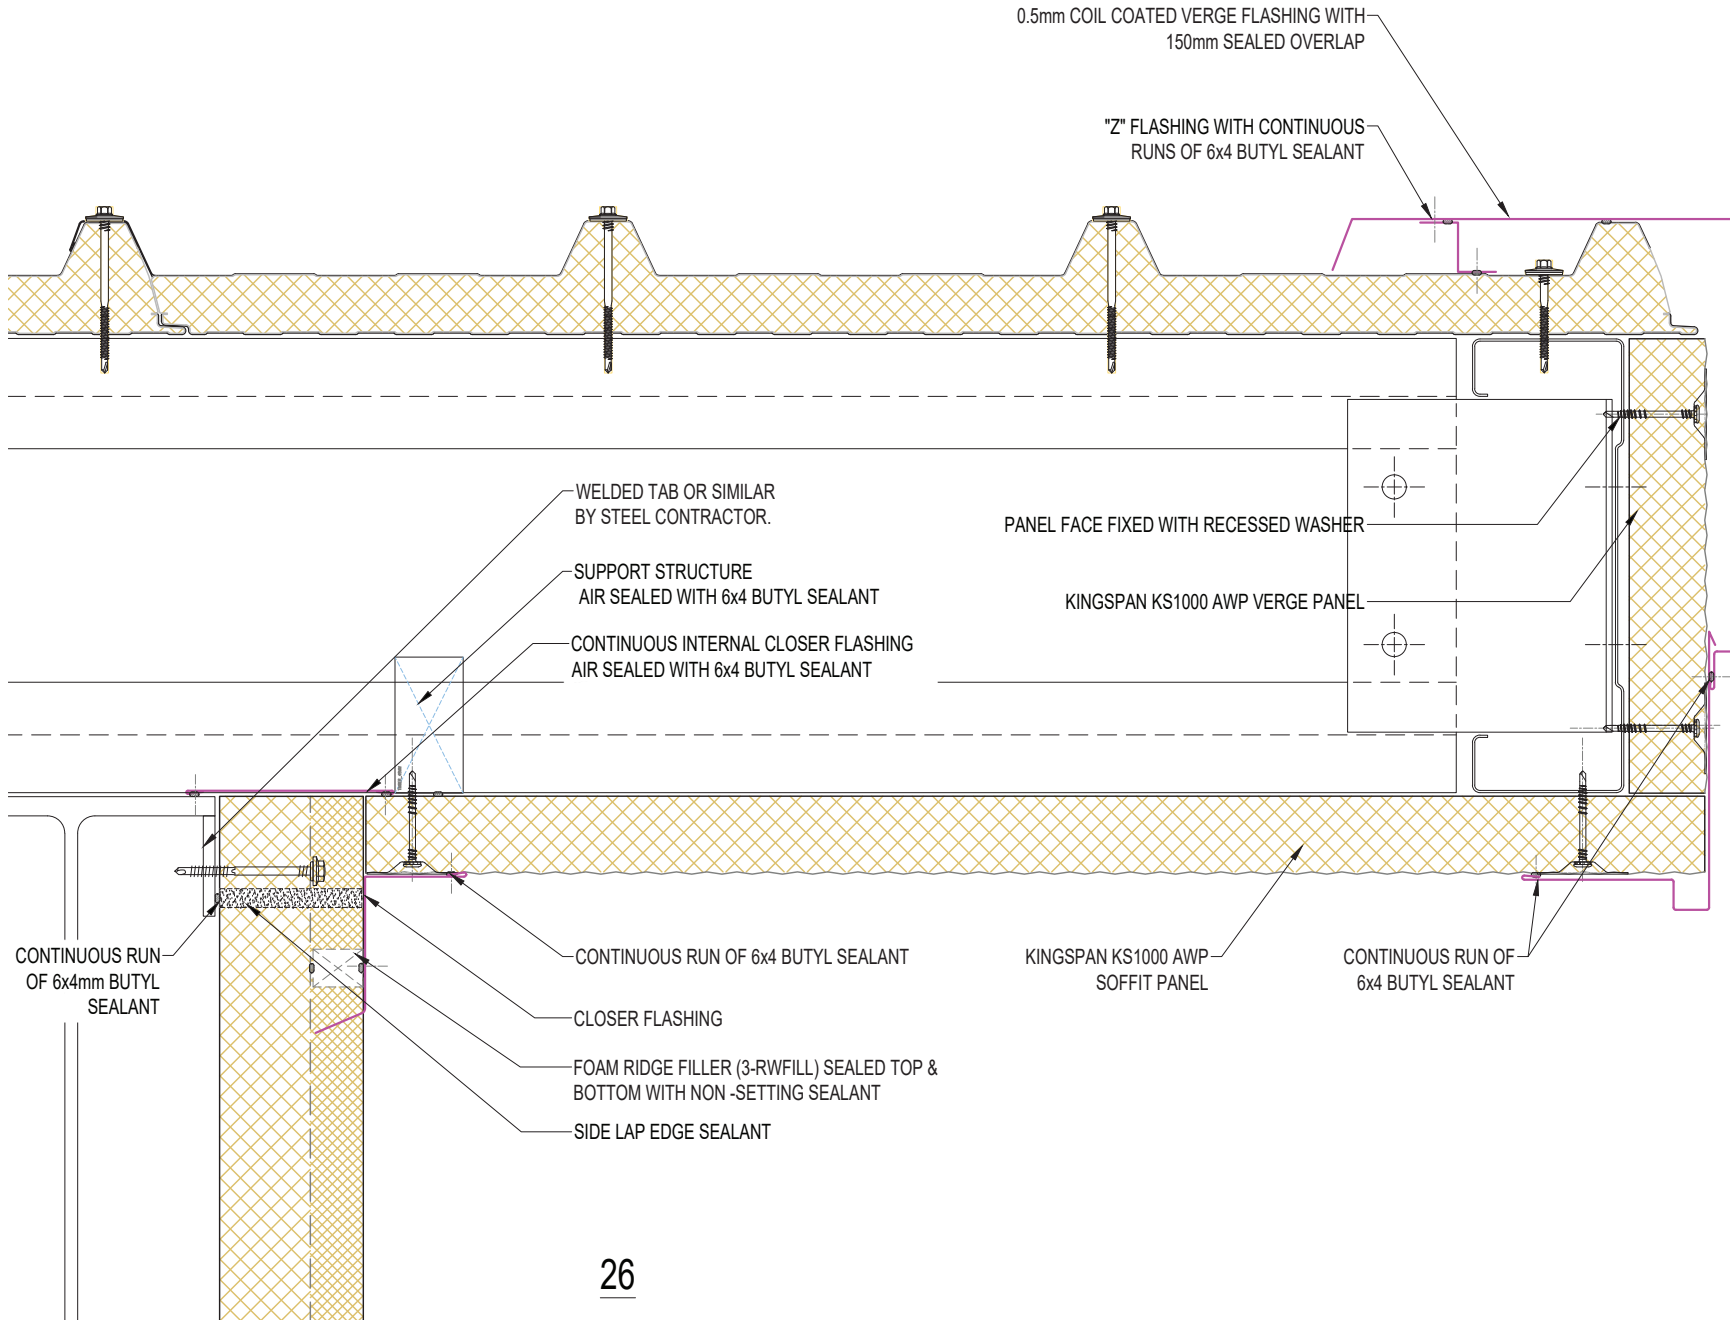 0.5mm COIL COATED VERGE FLASHING WITH
150mm SEALED OVERLAP
"Z" FLASHING WITH CONTINUOUS
RUNS OF 6x4 BUTYL SEALANT
WELDED TAB OR SIMILAR
BY STEEL CONTRACTOR.
PANEL FACE FIXED WITH RECESSED WASHER
SUPPORT STRUCTURE
AIR SEALED WITH 6x4 BUTYL SEALANT
KINGSPAN KS1000 AWP VERGE PANEL
CONTINUOUS INTERNAL CLOSER FLASHING
AIR SEALED WITH 6x4 BUTYL SEALANT
CONTINUOUS RUN
OF 6x4mm BUTYL
SEALANT
CONTINUOUS RUN OF 6x4 BUTYL SEALANT
KINGSPAN KS1000 AWP
SOFFIT PANEL
CONTINUOUS RUN OF
6x4 BUTYL SEALANT
CLOSER FLASHING
FOAM RIDGE FILLER (3-RWFILL) SEALED TOP &
BOTTOM WITH NON -SETTING SEALANT
SIDE LAP EDGE SEALANT
26